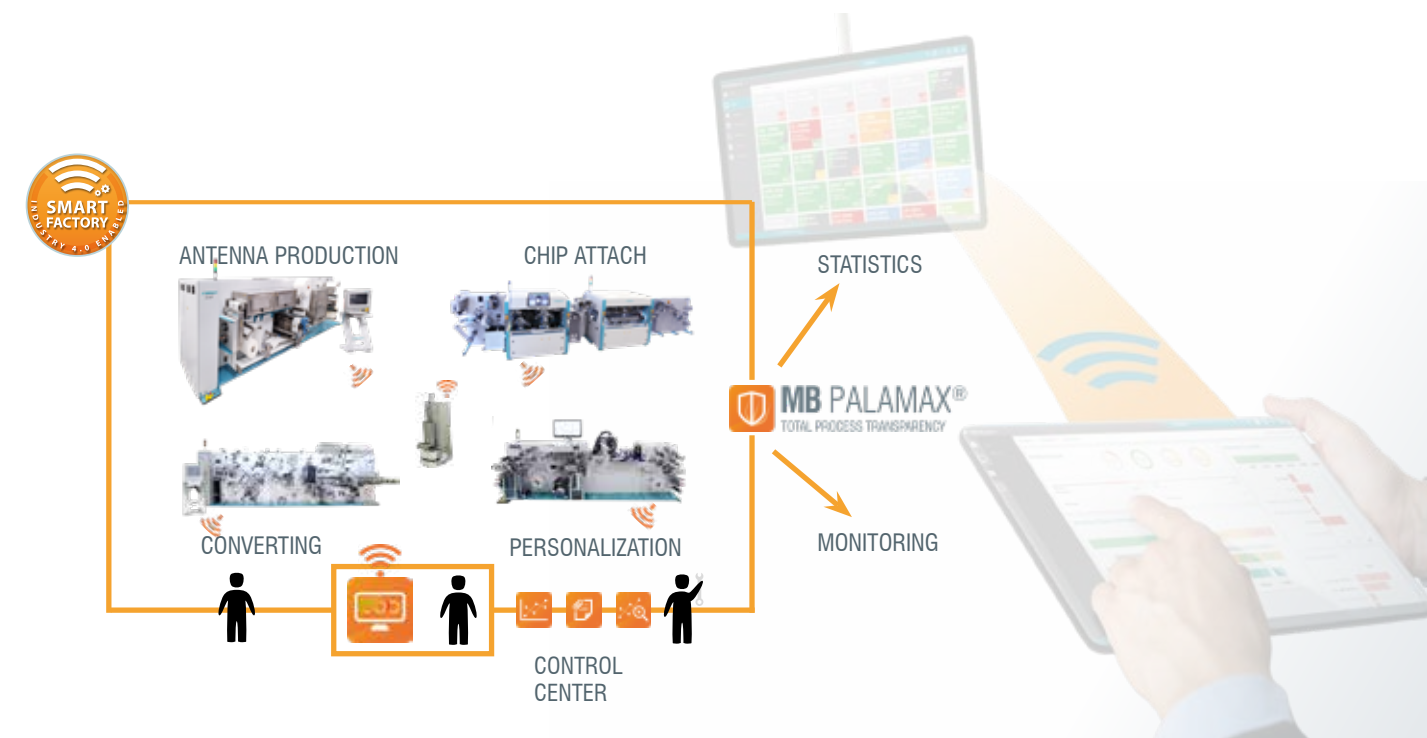 SMART
FACTORY
INDUSTRY 4.0 ENABLED
ANTENNA PRODUCTION
CHIP ATTACH
STATISTICS
MB PALAMAX®
TOTAL PROCESS TRANSPARENCY
CONVERTING
PERSONALIZATION
MONITORING
CONTROL
CENTER